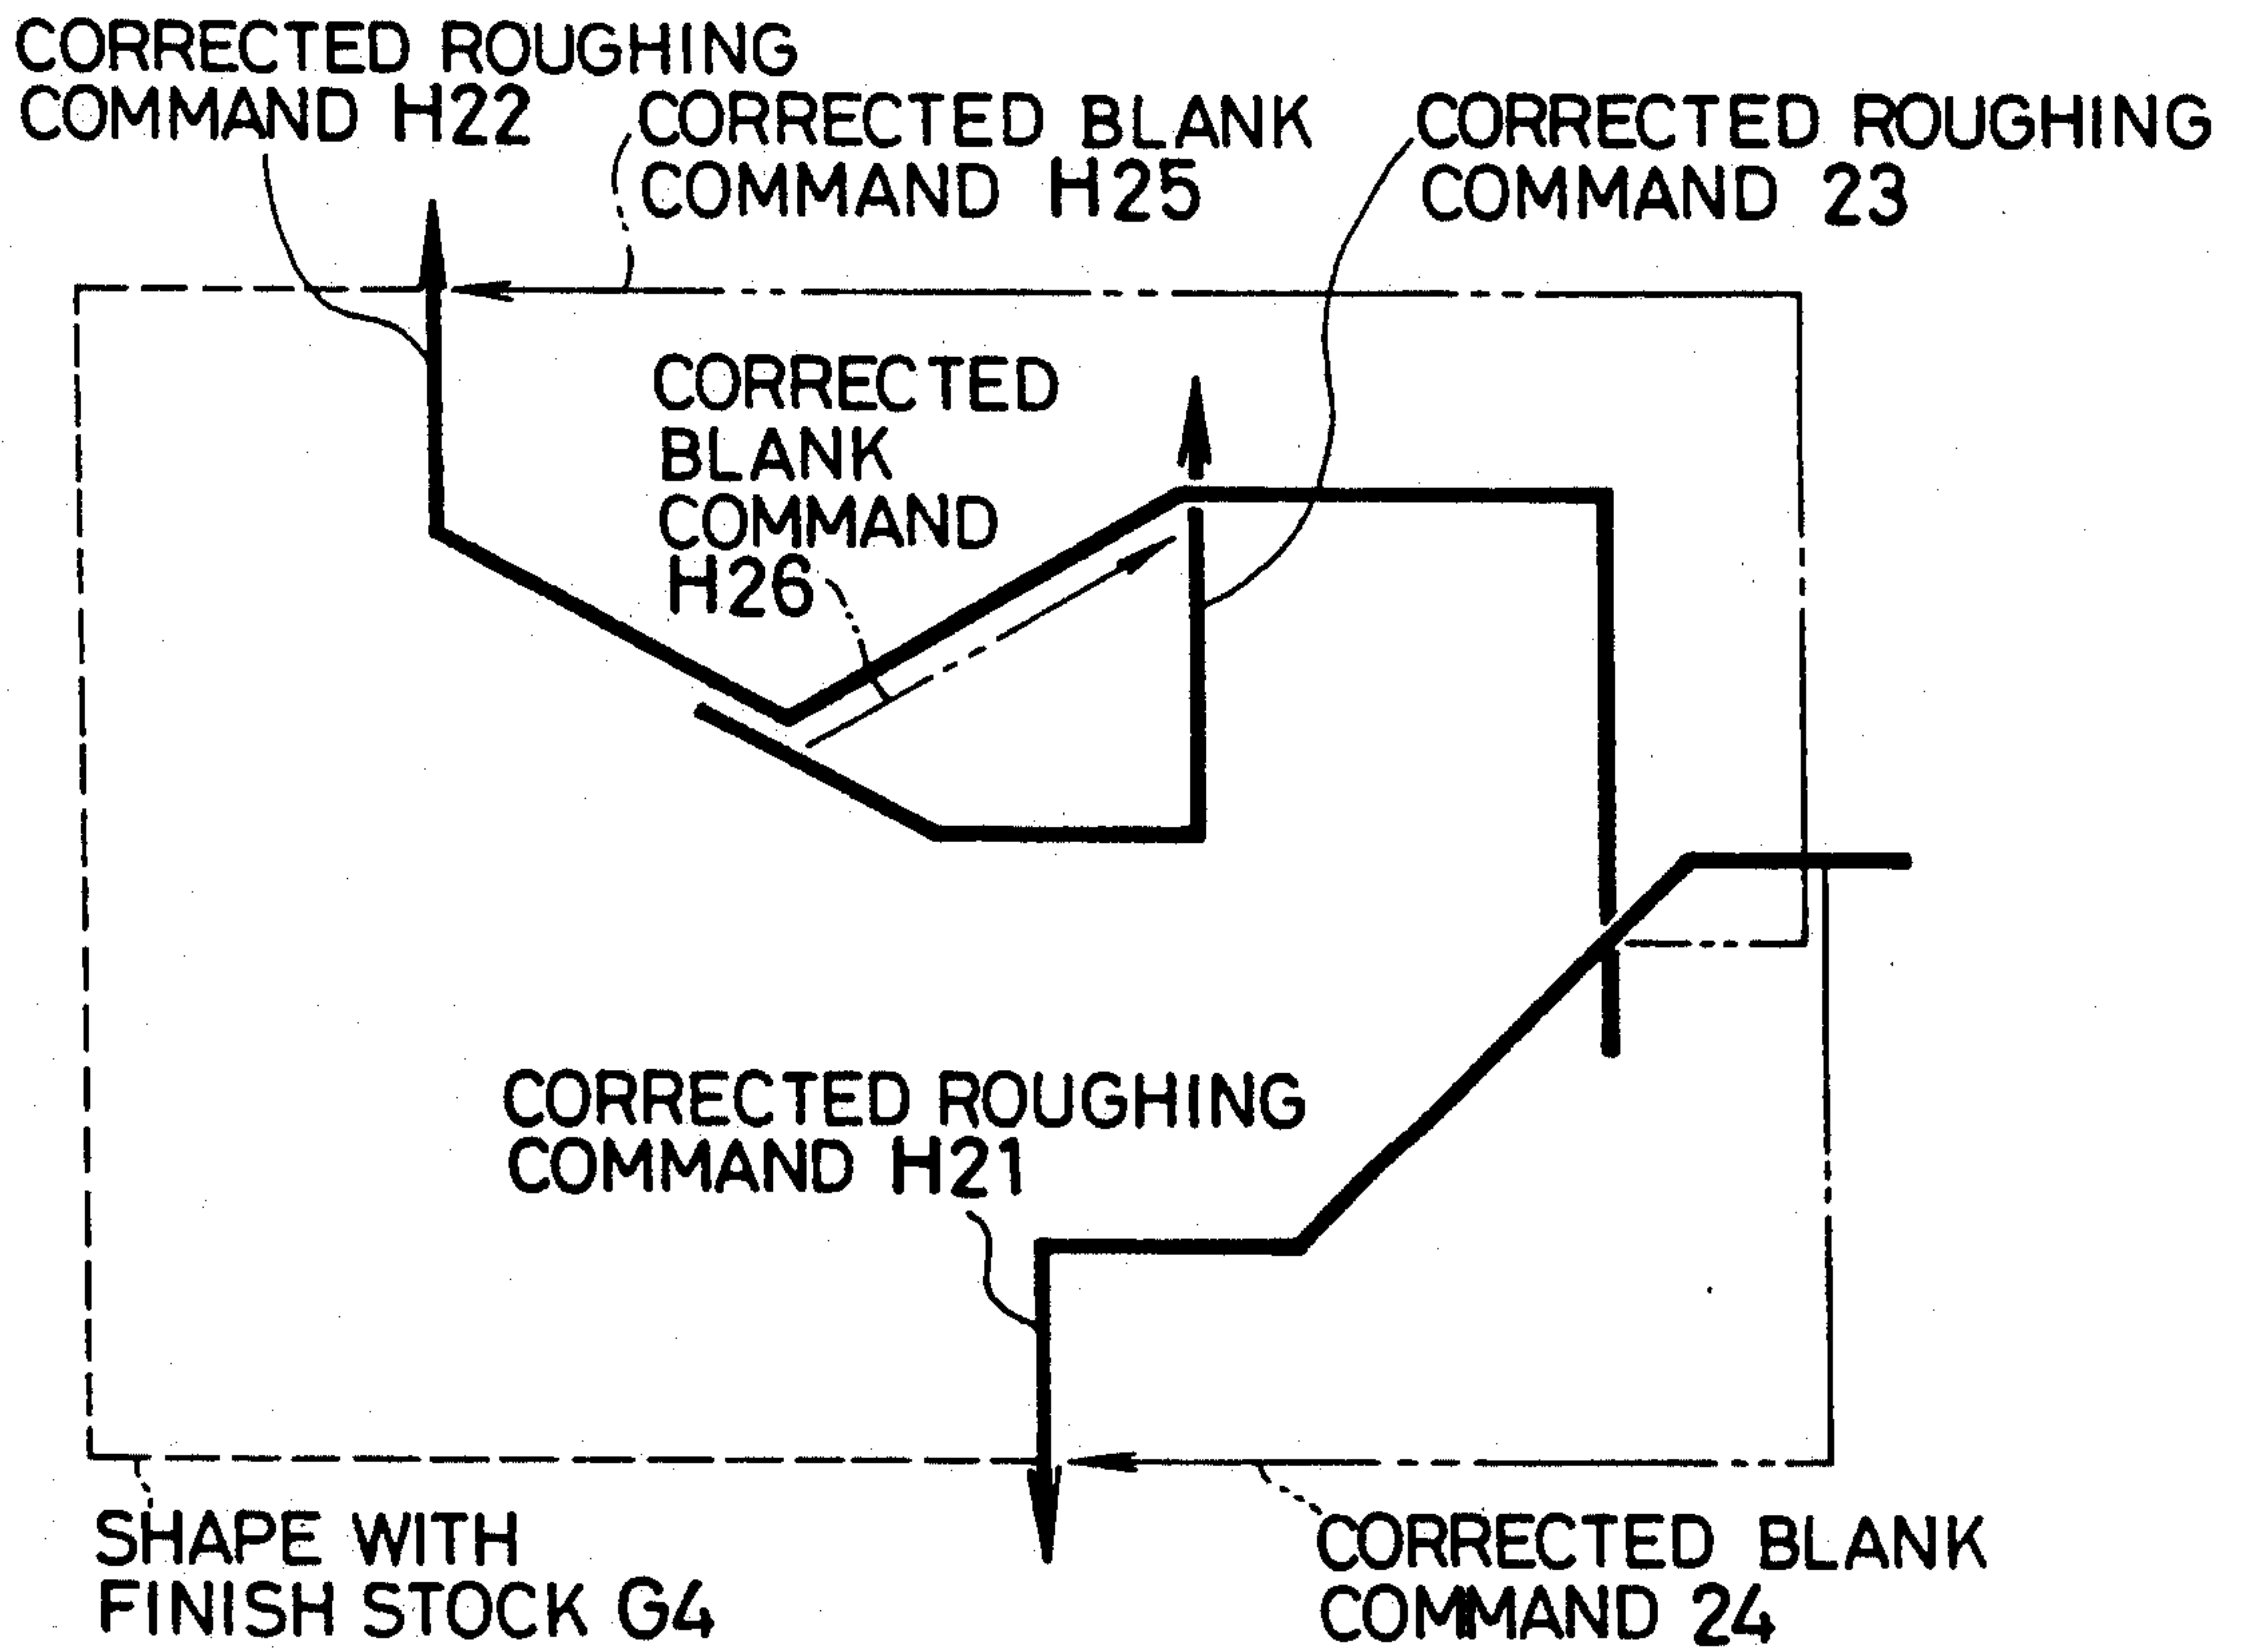 CORRECTED ROUGHING
COMMAND H22
CORRECTED BLANK
COMMAND H25
CORRECTED ROUGHING
COMMAND 23
CORRECTED
BLANK
COMMAND
H26
CORRECTED ROUGHING
COMMAND H21
SHAPE WITH
FINISH STOCK G4
CORRECTED BLANK
COMMAND 24